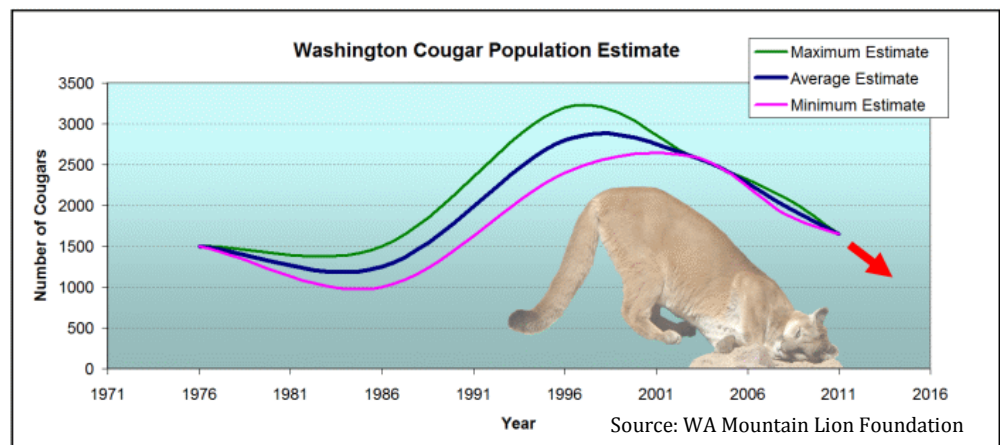 Washington Cougar Population Estimate
Maximum Estimate
Average Estimate
Minimum Estimate
Number of Cougars
3500
3000
2500
2000
1500
1000
500
0
1971 1976 1981 1986 1991 1996 2001 2006 2011 2016
Year
Source: WA Mountain Lion Foundation